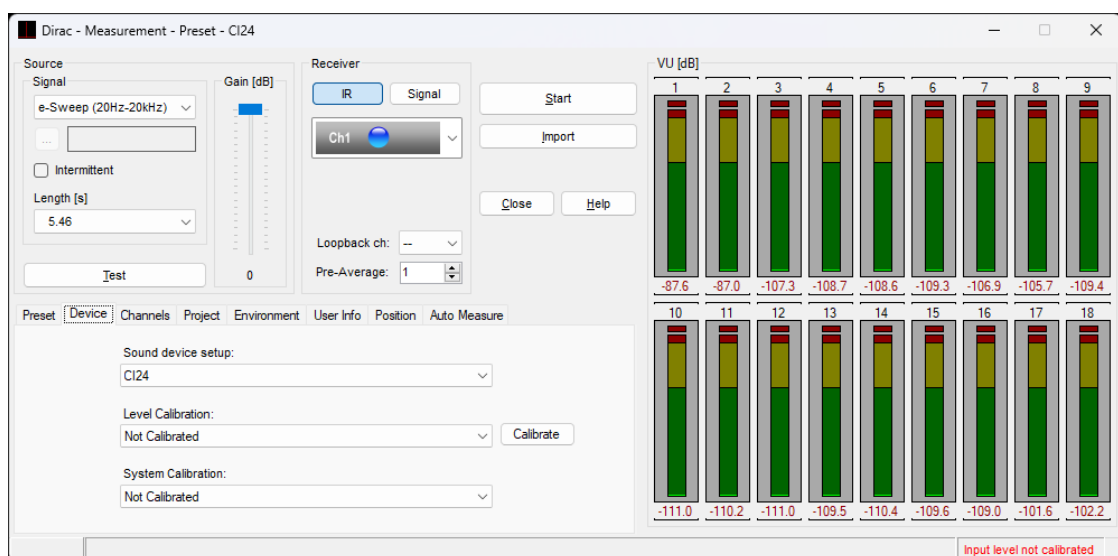 Dirac - Measurement - Preset - CI24
Source
Signal
e-Sweep (20Hz-20kHz)
...
Intermittent
Length [s]
5.46
Test
Gain [dB]
0
Receiver
IR Signal
Ch1
Loopback ch: --
Pre-Average: 1
Start
Import
Close Help
VU [dB]
1 2 3 4 5 6 7 8 9
-87.6 -87.0 -107.3 -108.7 -108.6 -109.3 -106.9 -105.7 -109.4
10 11 12 13 14 15 16 17 18
-111.0 -110.2 -111.0 -109.5 -110.4 -109.6 -109.0 -101.6 -102.2
Preset Device Channels Project Environment User Info Position Auto Measure
Sound device setup:
CI24
Level Calibration:
Not Calibrated Calibrate
System Calibration:
Not Calibrated
Input level not calibrated